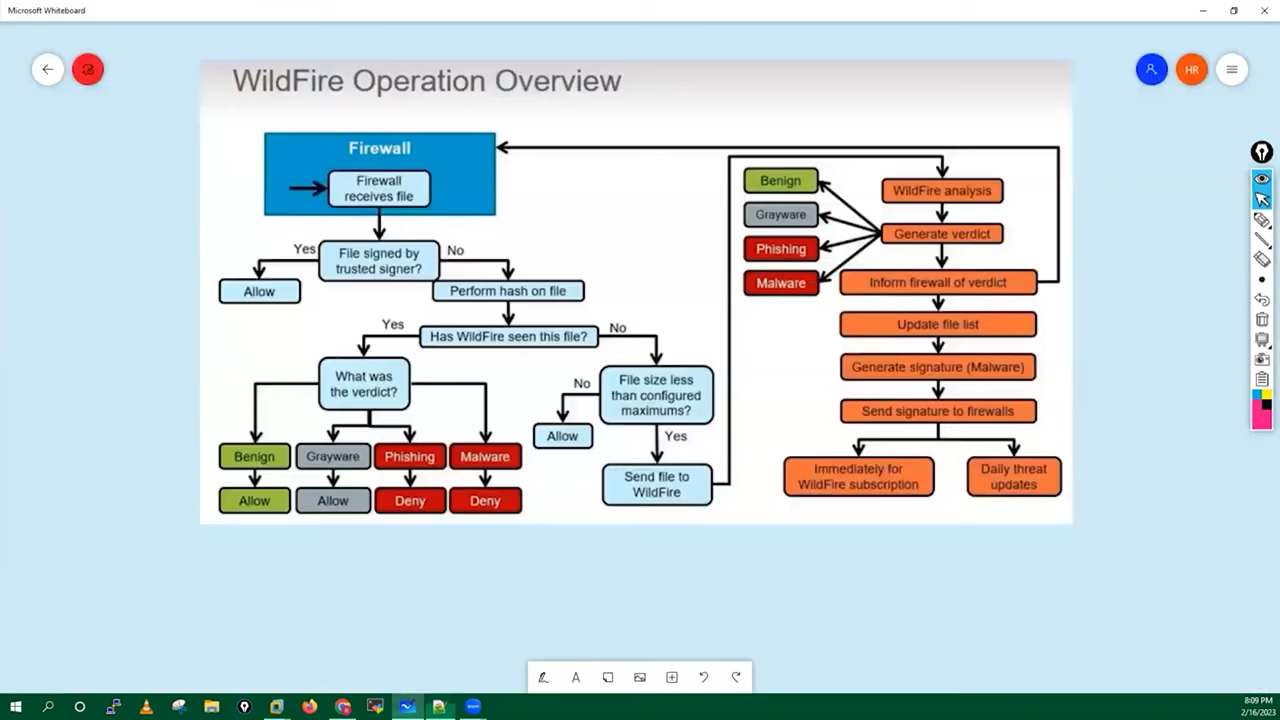 Microsoft Whiteboard
HR
WildFire Operation Overview
Firewall
Firewall
receives file
Yes
File signed by
trusted signer?
No
Allow
Perform hash on file
Yes
Has WildFire seen this file?
No
What was
the verdict?
No
File size less
than configured
maximums?
Allow
Yes
Benign
Grayware
Phishing
Malware
Send file to
WildFire
Allow
Allow
Deny
Deny
Benign
Grayware
Phishing
Malware
WildFire analysis
Generate verdict
Inform firewall of verdict
Update file list
Generate signature (Malware)
Send signature to firewalls
Immediately for
WildFire subscription
Daily threat
updates
A
8:09 PM
2/16/2023